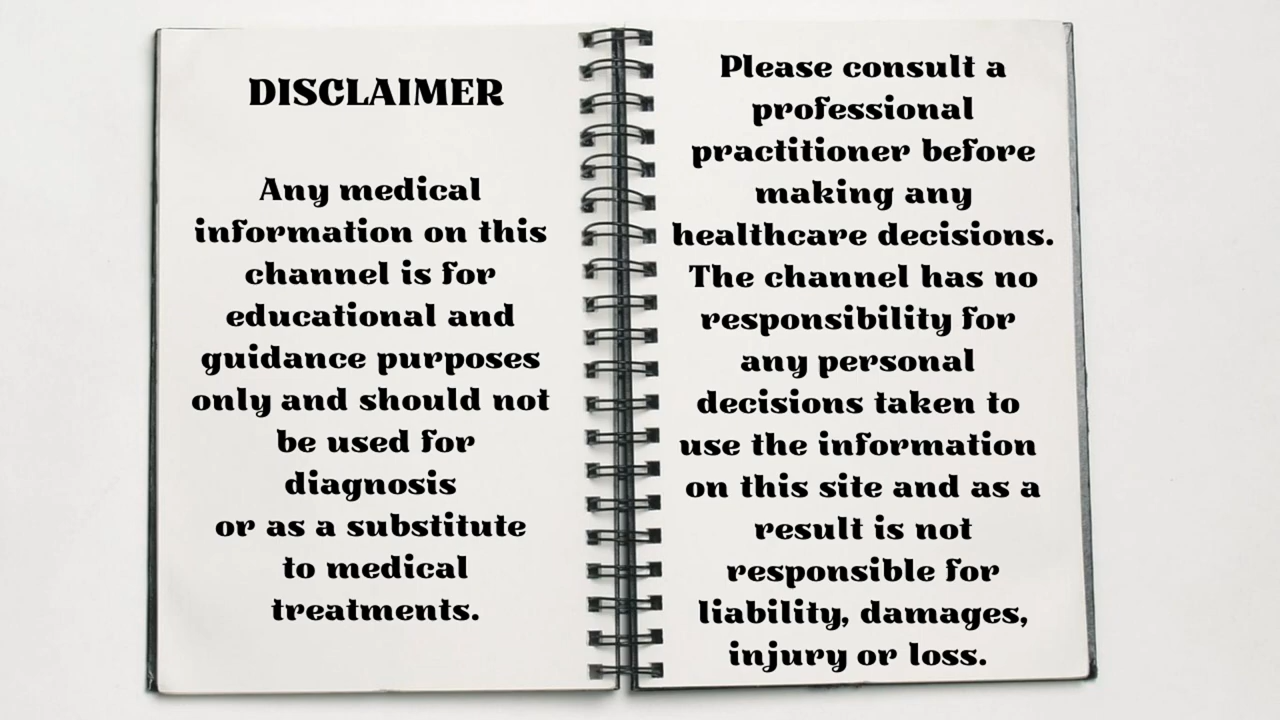 DISCLAIMER
Any medical
information on this
channel is for
educational and
guidance purposes
only and should not
be used for
diagnosis
or as a substitute
to medical
treatments.
Please consult a
professional
practitioner before
making any
healthcare decisions.
The channel has no
responsibility for
any personal
decisions taken to
use the information
on this site and as a
result is not
responsible for
liability, damages,
injury or loss.